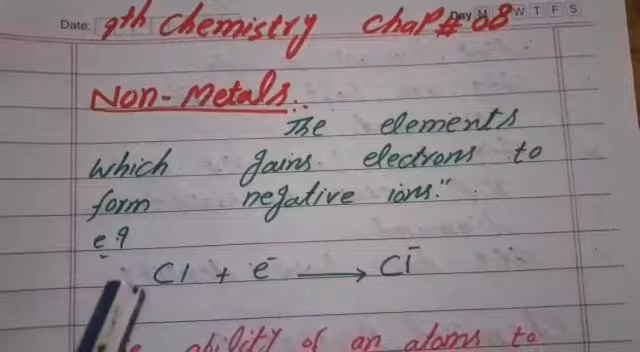 Date:
Day M W T F S
9th Chemistry Chap# 08
Non-Metals:.
The elements
which gains electrons to
form negative ions."
e.g
Cl + e⁻ ⟶ Cl⁻
ability of an atoms to